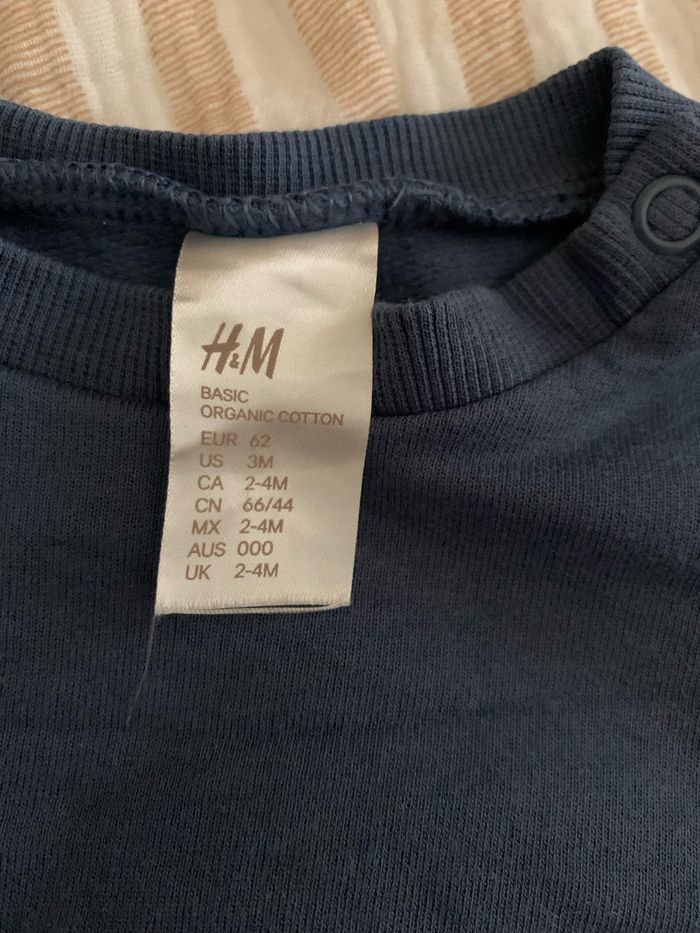 H&M
BASIC
ORGANIC COTTON
EUR 62
US 3M
CA 2-4M
CN 66/44
MX 2-4M
AUS 000
UK 2-4M